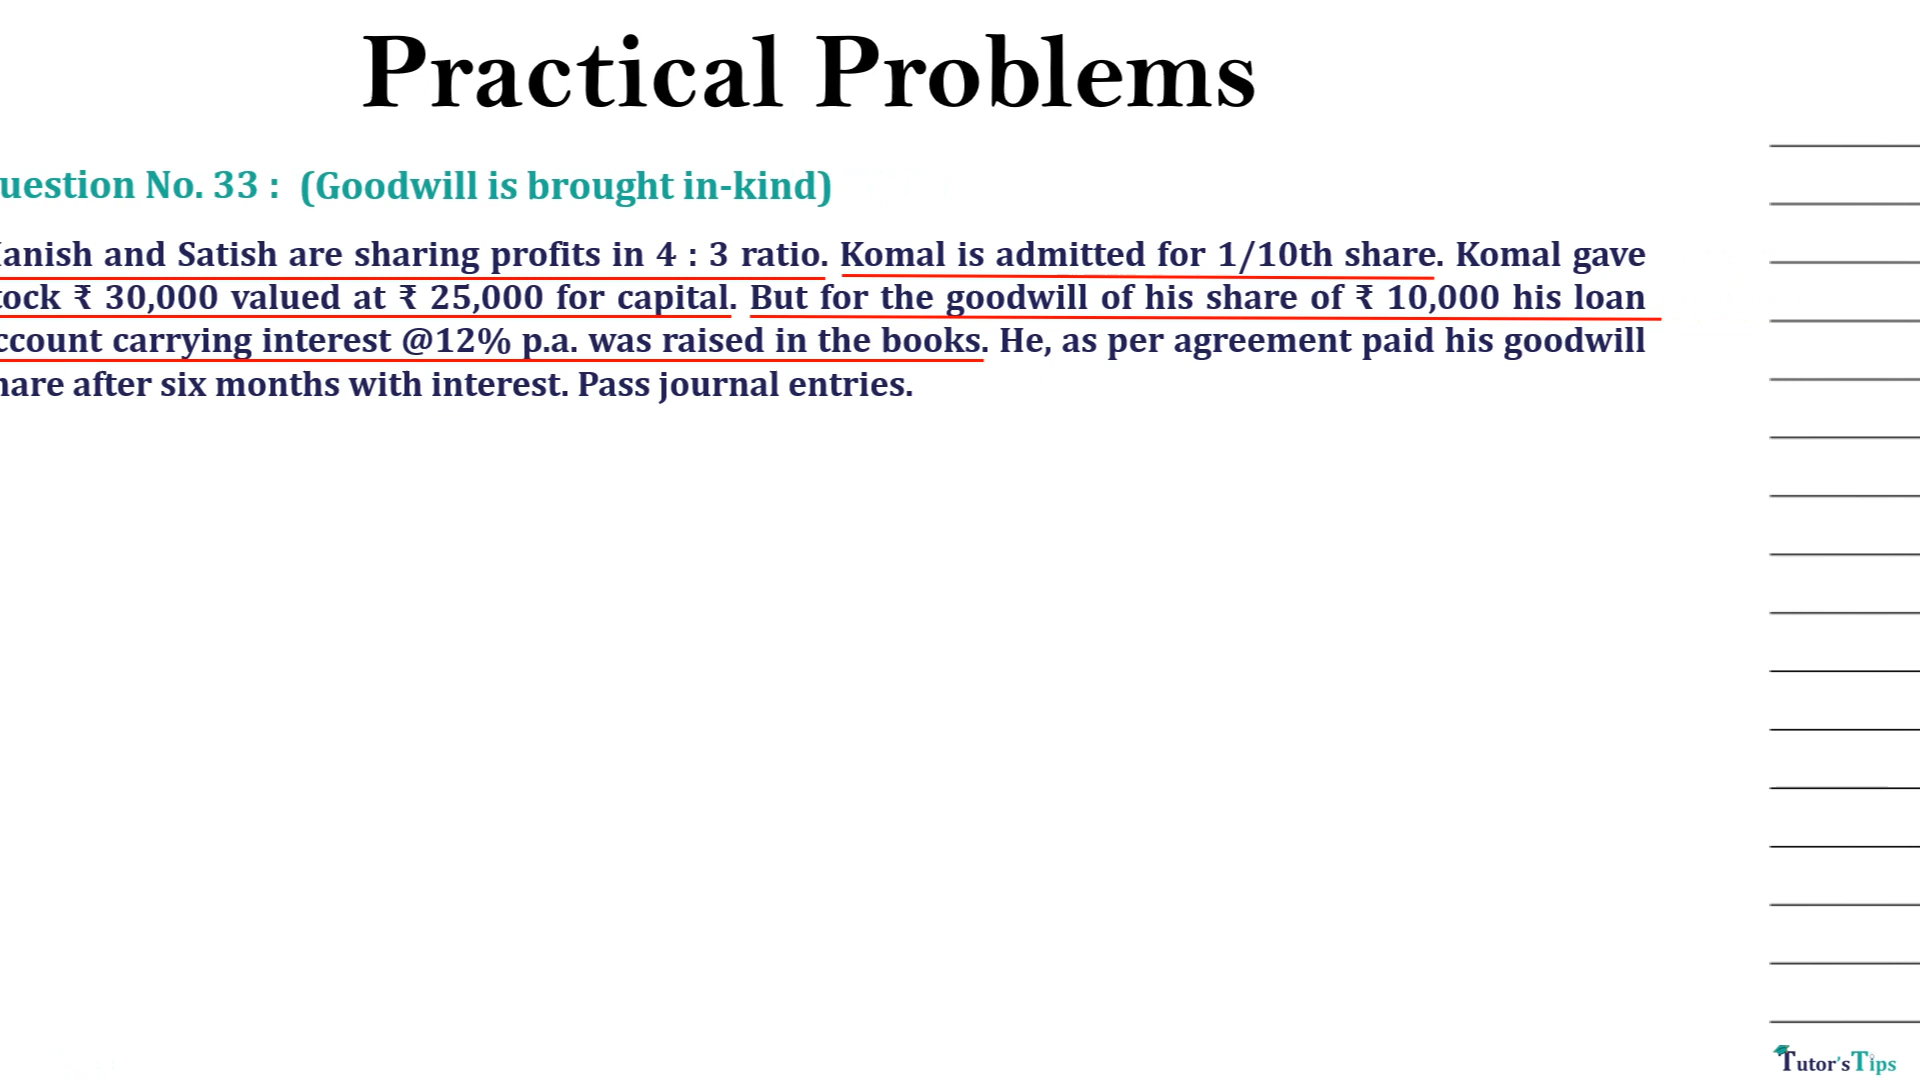 Practical Problems
uestion No. 33 : (Goodwill is brought in-kind)
anish and Satish are sharing profits in 4 : 3 ratio. Komal is admitted for 1/10th share. Komal gave
tock ₹ 30,000 valued at ₹ 25,000 for capital. But for the goodwill of his share of ₹ 10,000 his loan
ccount carrying interest @12% p.a. was raised in the books. He, as per agreement paid his goodwill
hare after six months with interest. Pass journal entries.
Tutor'sTips